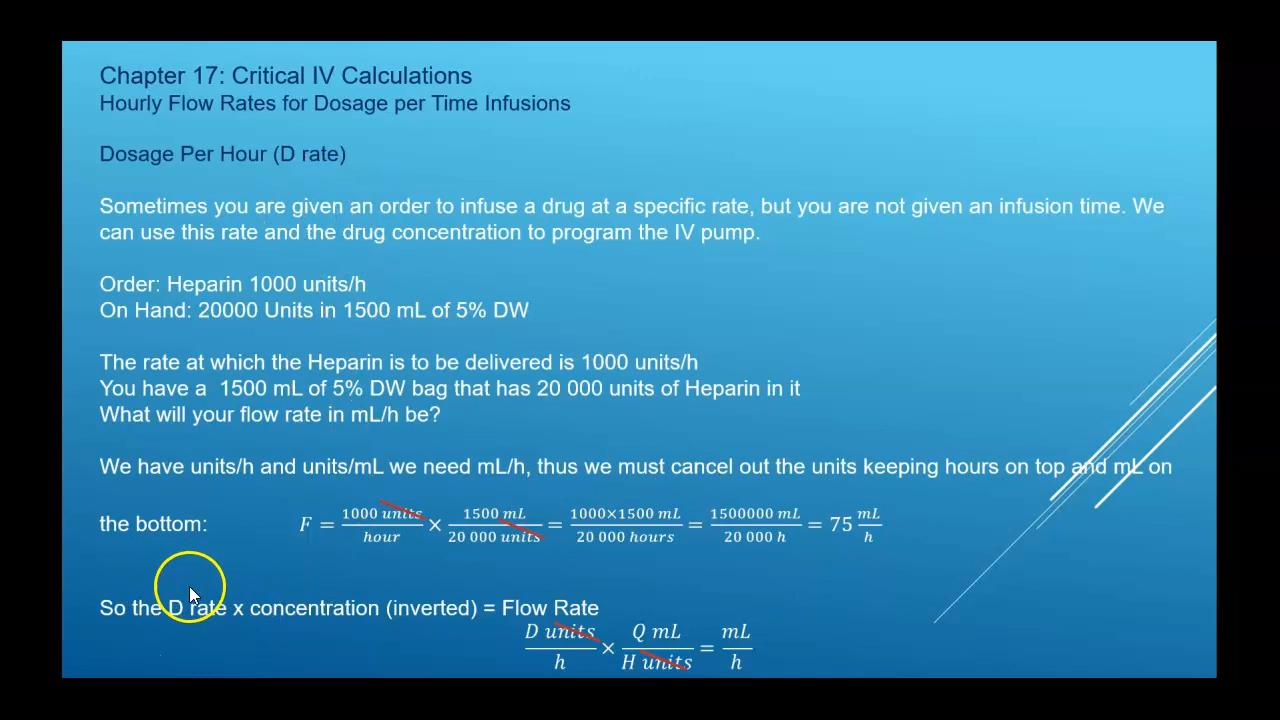 Chapter 17: Critical IV Calculations
Hourly Flow Rates for Dosage per Time Infusions
Dosage Per Hour (D rate)
Sometimes you are given an order to infuse a drug at a specific rate, but you are not given an infusion time. We
can use this rate and the drug concentration to program the IV pump.
Order: Heparin 1000 units/h
On Hand: 20000 Units in 1500 mL of 5% DW
The rate at which the Heparin is to be delivered is 1000 units/h
You have a  1500 mL of 5% DW bag that has 20 000 units of Heparin in it
What will your flow rate in mL/h be?
We have units/h and units/mL we need mL/h, thus we must cancel out the units keeping hours on top and mL on
the bottom: F = 1000 units/hour × 1500 mL/20 000 units = 1000×1500 mL/20 000 hours = 1500000 mL/20 000 h = 75 mL/h
So the D rate x concentration (inverted) = Flow Rate
D units/h × Q mL/H units = mL/h